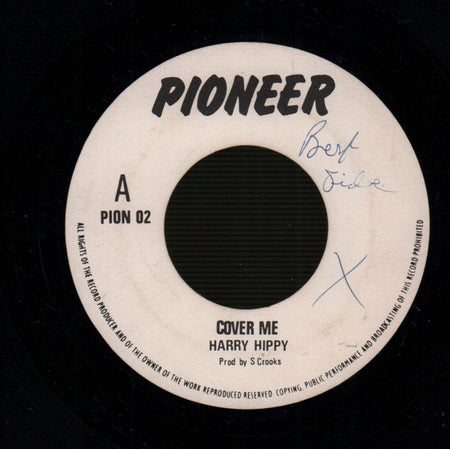 PIONEER
Best
Side
A
PION 02
X
COVER ME
HARRY HIPPY
Prod by S Crooks
ALL RIGHTS OF THE RECORD PRODUCER AND OF THE OWNER OF THE WORK REPRODUCED RESERVED. COPYING, PUBLIC PERFORMANCE AND BROADCASTING OF THIS RECORD PROHIBITED